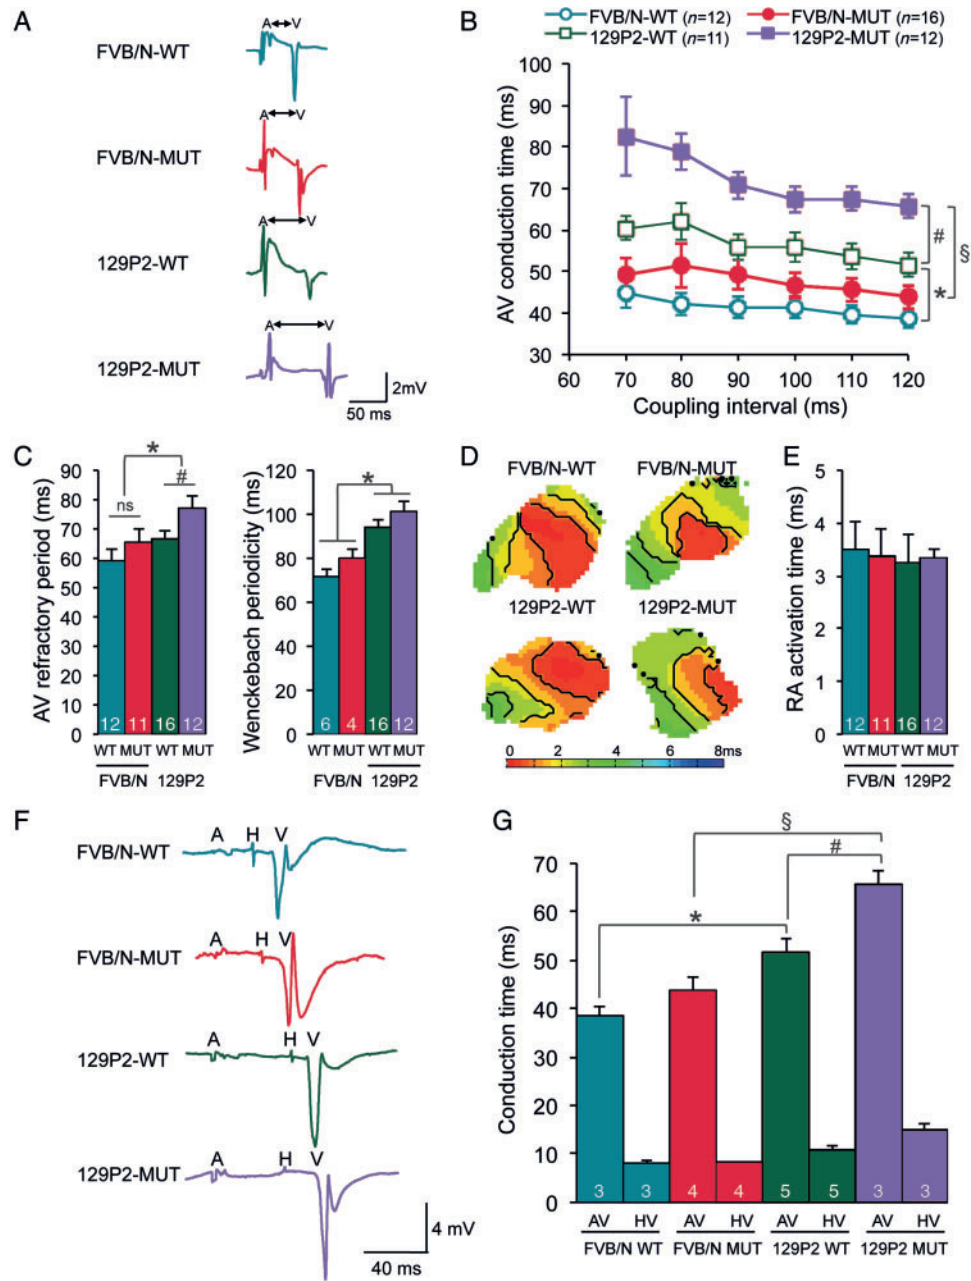 A
A V
FVB/N-WT
A V
FVB/N-MUT
A V
129P2-WT
A V
129P2-MUT
2mV
50 ms
B
FVB/N-WT (n=12)
FVB/N-MUT (n=16)
129P2-WT (n=11)
129P2-MUT (n=12)
AV conduction time (ms)
100
90
80
70
60
50
40
30
# §
*
60 70 80 90 100 110 120
Coupling interval (ms)
C
AV refractory period (ms)
90
80
70
60
50
40
30
20
10
0
*
#
ns
12 11 16 12
WT MUT WT MUT
FVB/N 129P2
Wenckebach periodicity (ms)
120
100
80
60
40
20
0
*
6 4 16 12
WT MUT WT MUT
FVB/N 129P2
D
FVB/N-WT FVB/N-MUT
129P2-WT 129P2-MUT
0 2 4 6 8ms
E
RA activation time (ms)
5
4
3
2
1
0
12 11 16 12
WT MUT WT MUT
FVB/N 129P2
F
A H V
FVB/N-WT
A H V
FVB/N-MUT
A H V
129P2-WT
A H V
129P2-MUT
4 mV
40 ms
G
Conduction time (ms)
70
60
50
40
30
20
10
0
§
#
*
3 3 4 4 5 5 3 3
AV HV AV HV AV HV AV HV
FVB/N WT FVB/N MUT 129P2 WT 129P2 MUT